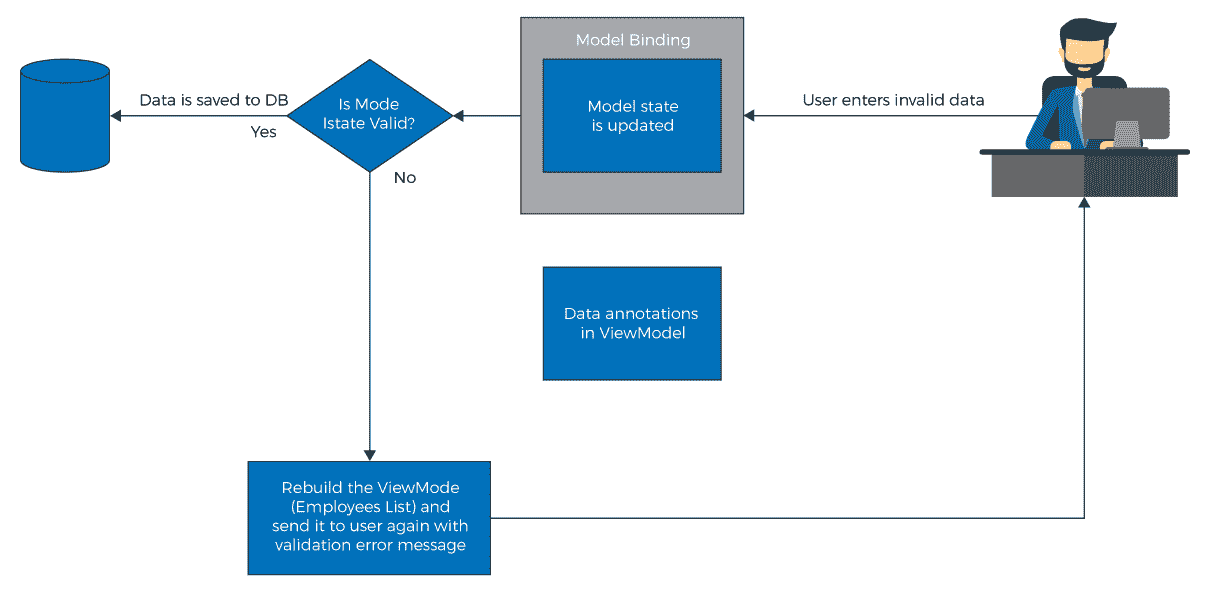 Model Binding
Model state
is updated
User enters invalid data
Is Mode
Istate Valid?
Data is saved to DB
Yes
No
Data annotations
in ViewModel
Rebuild the ViewMode
(Employees List) and
send it to user again with
validation error message